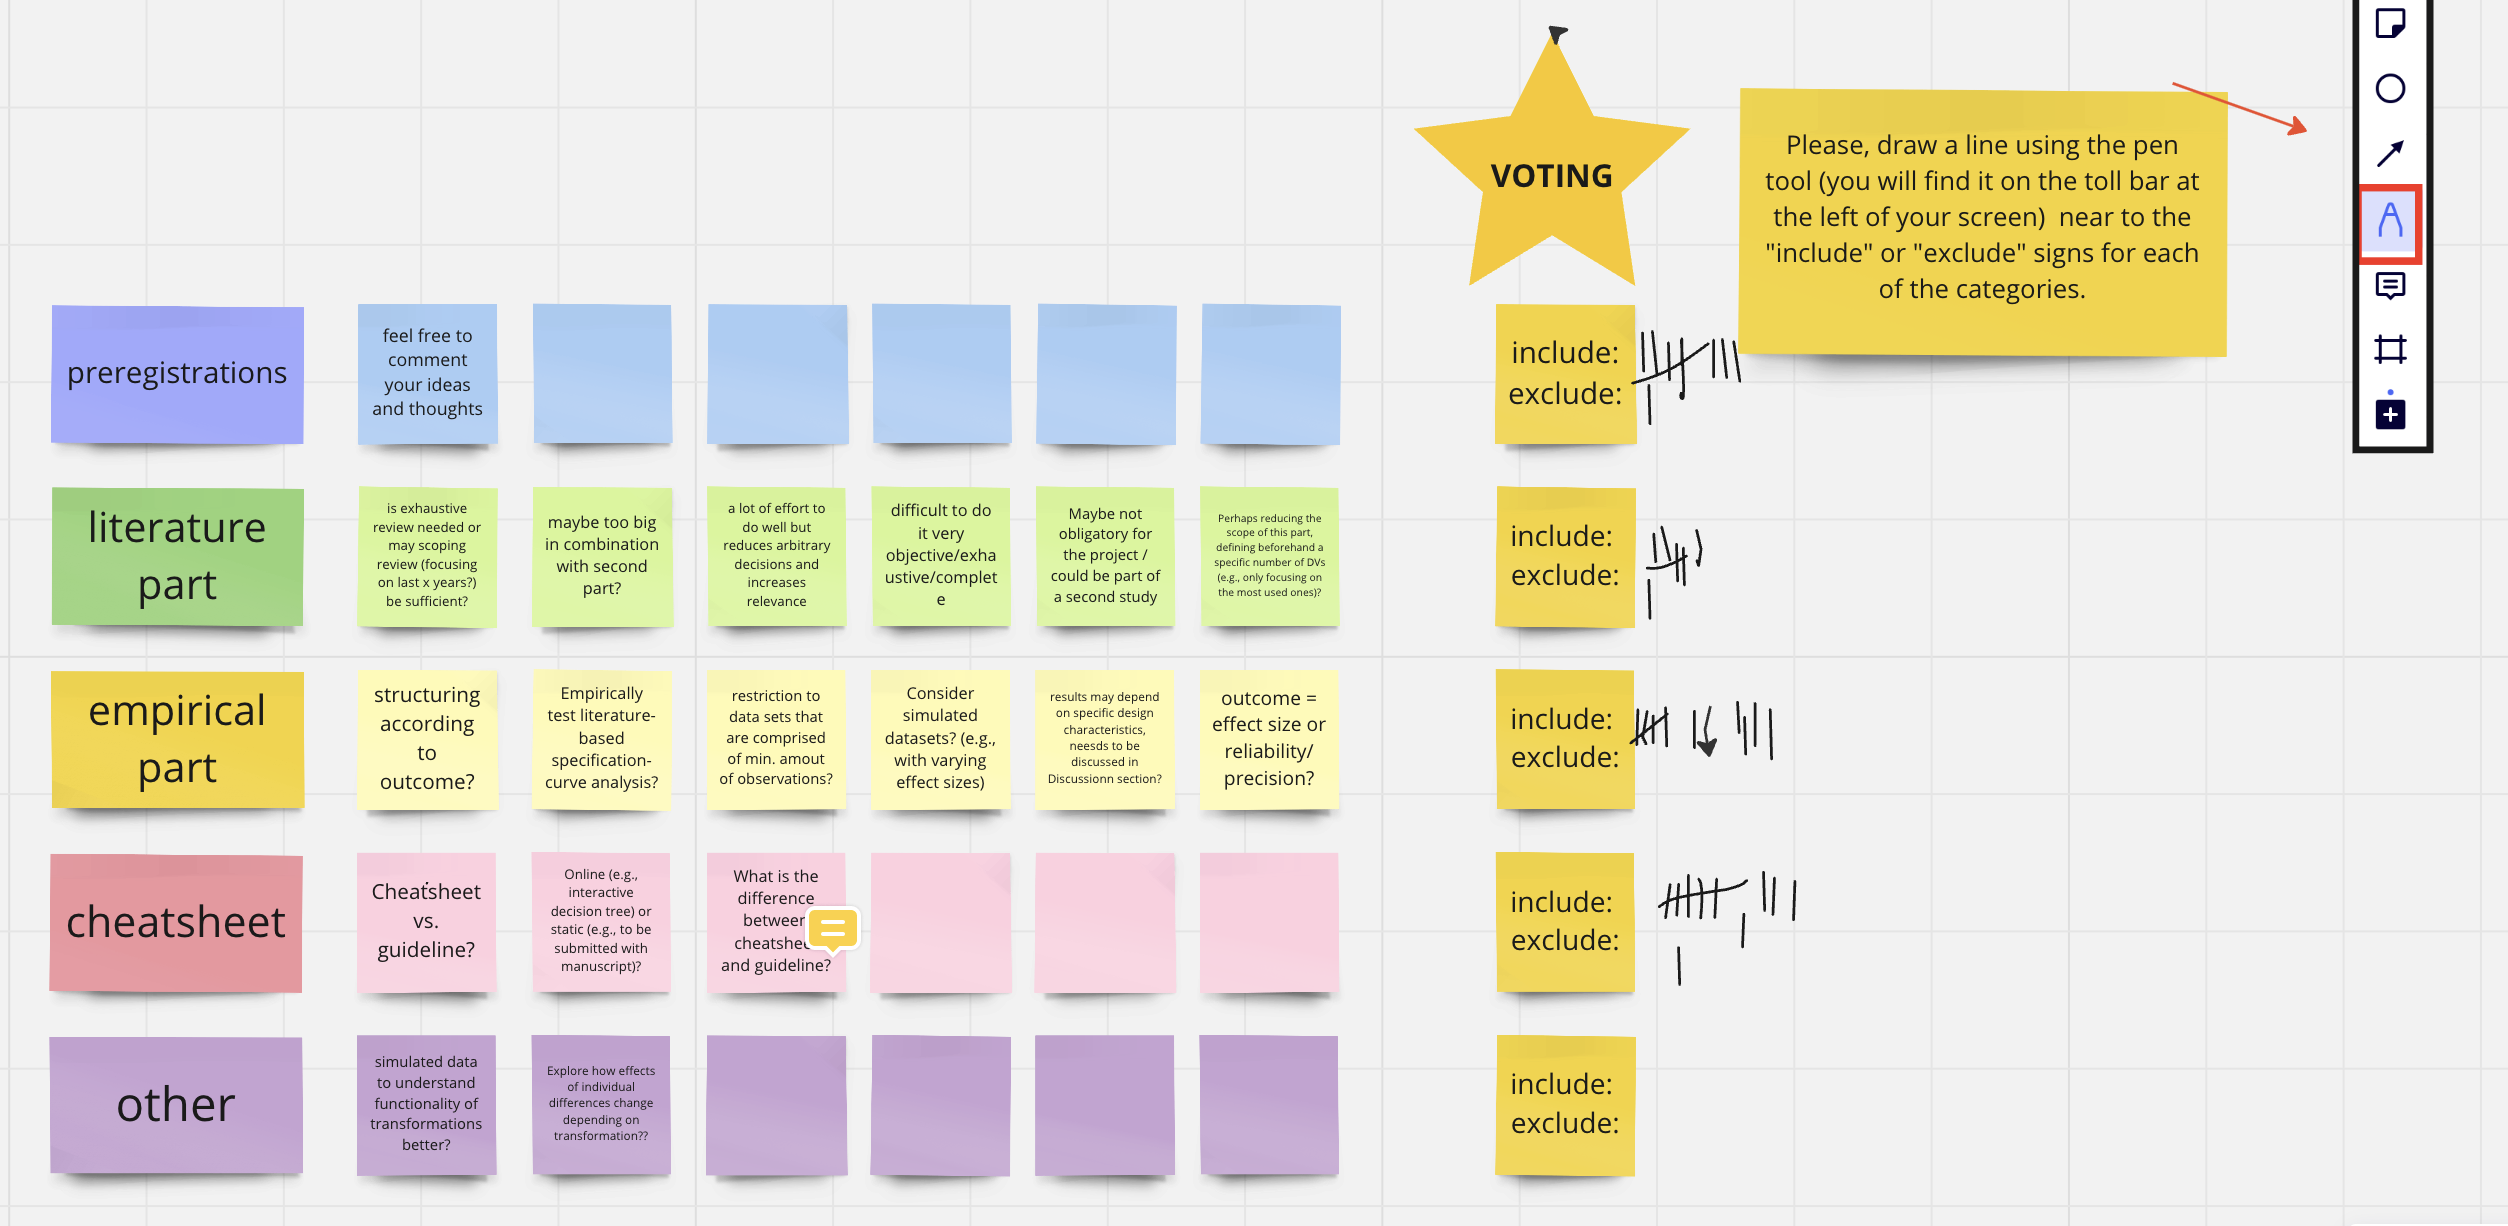 VOTING
Please, draw a line using the pen
tool (you will find it on the toll bar at
the left of your screen)  near to the
"include" or "exclude" signs for each
of the categories.
preregistrations
feel free to
comment
your ideas
and thoughts
include:
exclude:
literature
part
is exhaustive
review needed or
may scoping
review (focusing
on last x years?)
be sufficient?
maybe too big
in combination
with second
part?
a lot of effort to
do well but
reduces arbitrary
decisions and
increases
relevance
difficult to do
it very
objective/exha
ustive/complet
e
Maybe not
obligatory for
the project /
could be part of
a second study
Perhaps reducing the
scope of this part,
defining beforehand a
specific number of DVs
(e.g., only focusing on
the most used ones)?
include:
exclude:
empirical
part
structuring
according
to
outcome?
Empirically
test literature-
based
specification-
curve analysis?
restriction to
data sets that
are comprised
of min. amout
of observations?
Consider
simulated
datasets? (e.g.,
with varying
effect sizes)
results may depend
on specific design
characteristics,
neesds to be
discussed in
Discussionn section?
outcome =
effect size or
reliability/
precision?
include:
exclude:
cheatsheet
Cheatsheet
vs.
guideline?
Online (e.g.,
interactive
decision tree) or
static (e.g., to be
submitted with
manuscript)?
What is the
difference
between
cheatsheet
and guideline?
include:
exclude:
other
simulated data
to understand
functionality of
transformations
better?
Explore how effects
of individual
differences change
depending on
transformation??
include:
exclude: